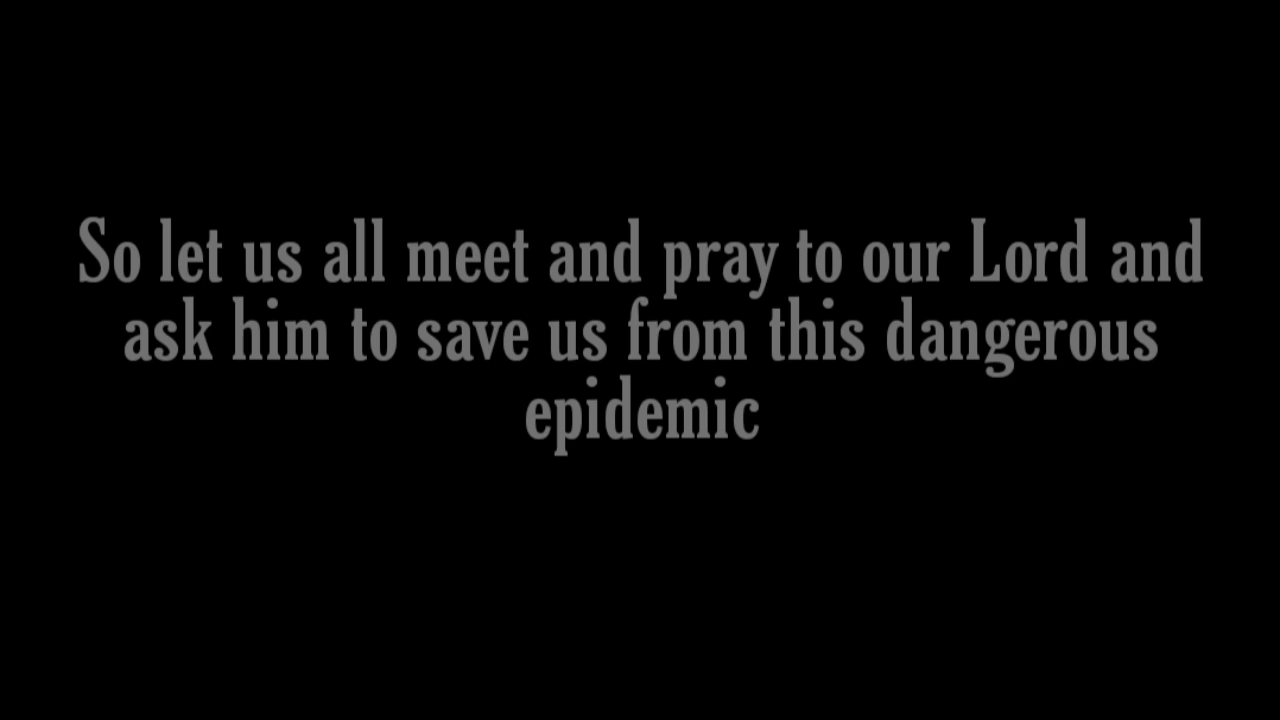 So let us all meet and pray to our Lord and
ask him to save us from this dangerous
epidemic